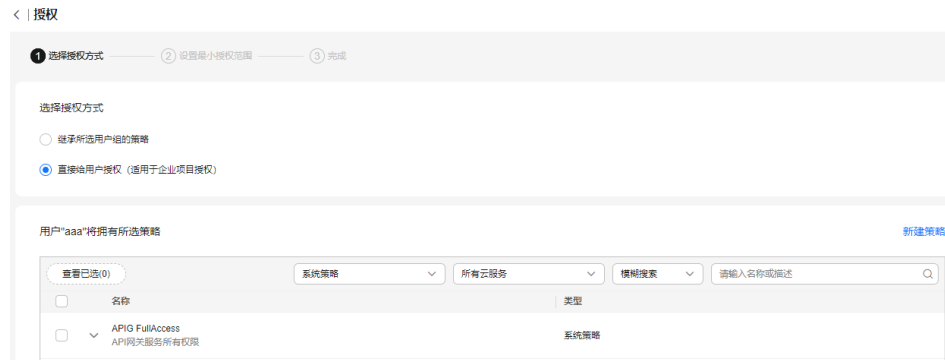 授权
1 选择授权方式 2 设置最小授权范围 3 完成
选择授权方式
继承所选用户组的策略
直接给用户授权（适用于企业项目授权）
用户"aaa"将拥有所选策略 新建策略
查看已选(0) 系统策略 所有云服务 模糊搜索 请输入名称或描述
名称 类型
APIG FullAccess
API网关服务所有权限 系统策略